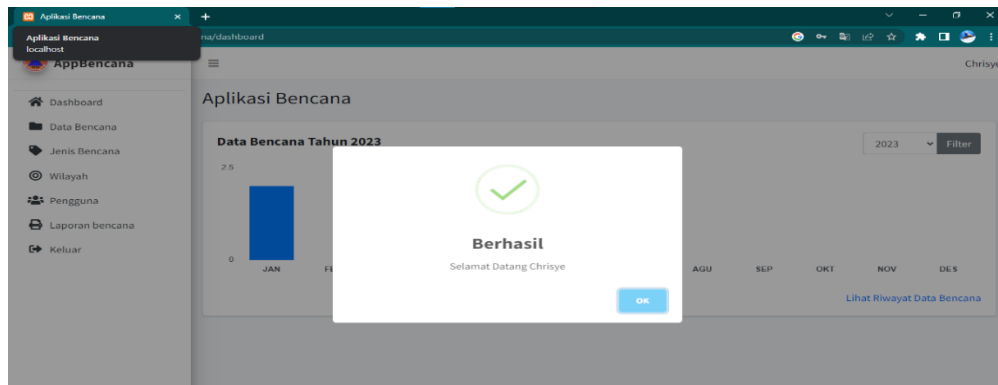 Aplikasi Bencana
Aplikasi Bencana
localhost
na/dashboard
AppBencana
Chrisye
Dashboard
Data Bencana
Jenis Bencana
Wilayah
Pengguna
Laporan bencana
Keluar
Aplikasi Bencana
Data Bencana Tahun 2023
2023
Filter
2.5
0
JAN
FE
AGU
SEP
OKT
NOV
DES
Lihat Riwayat Data Bencana
Berhasil
Selamat Datang Chrisye
OK